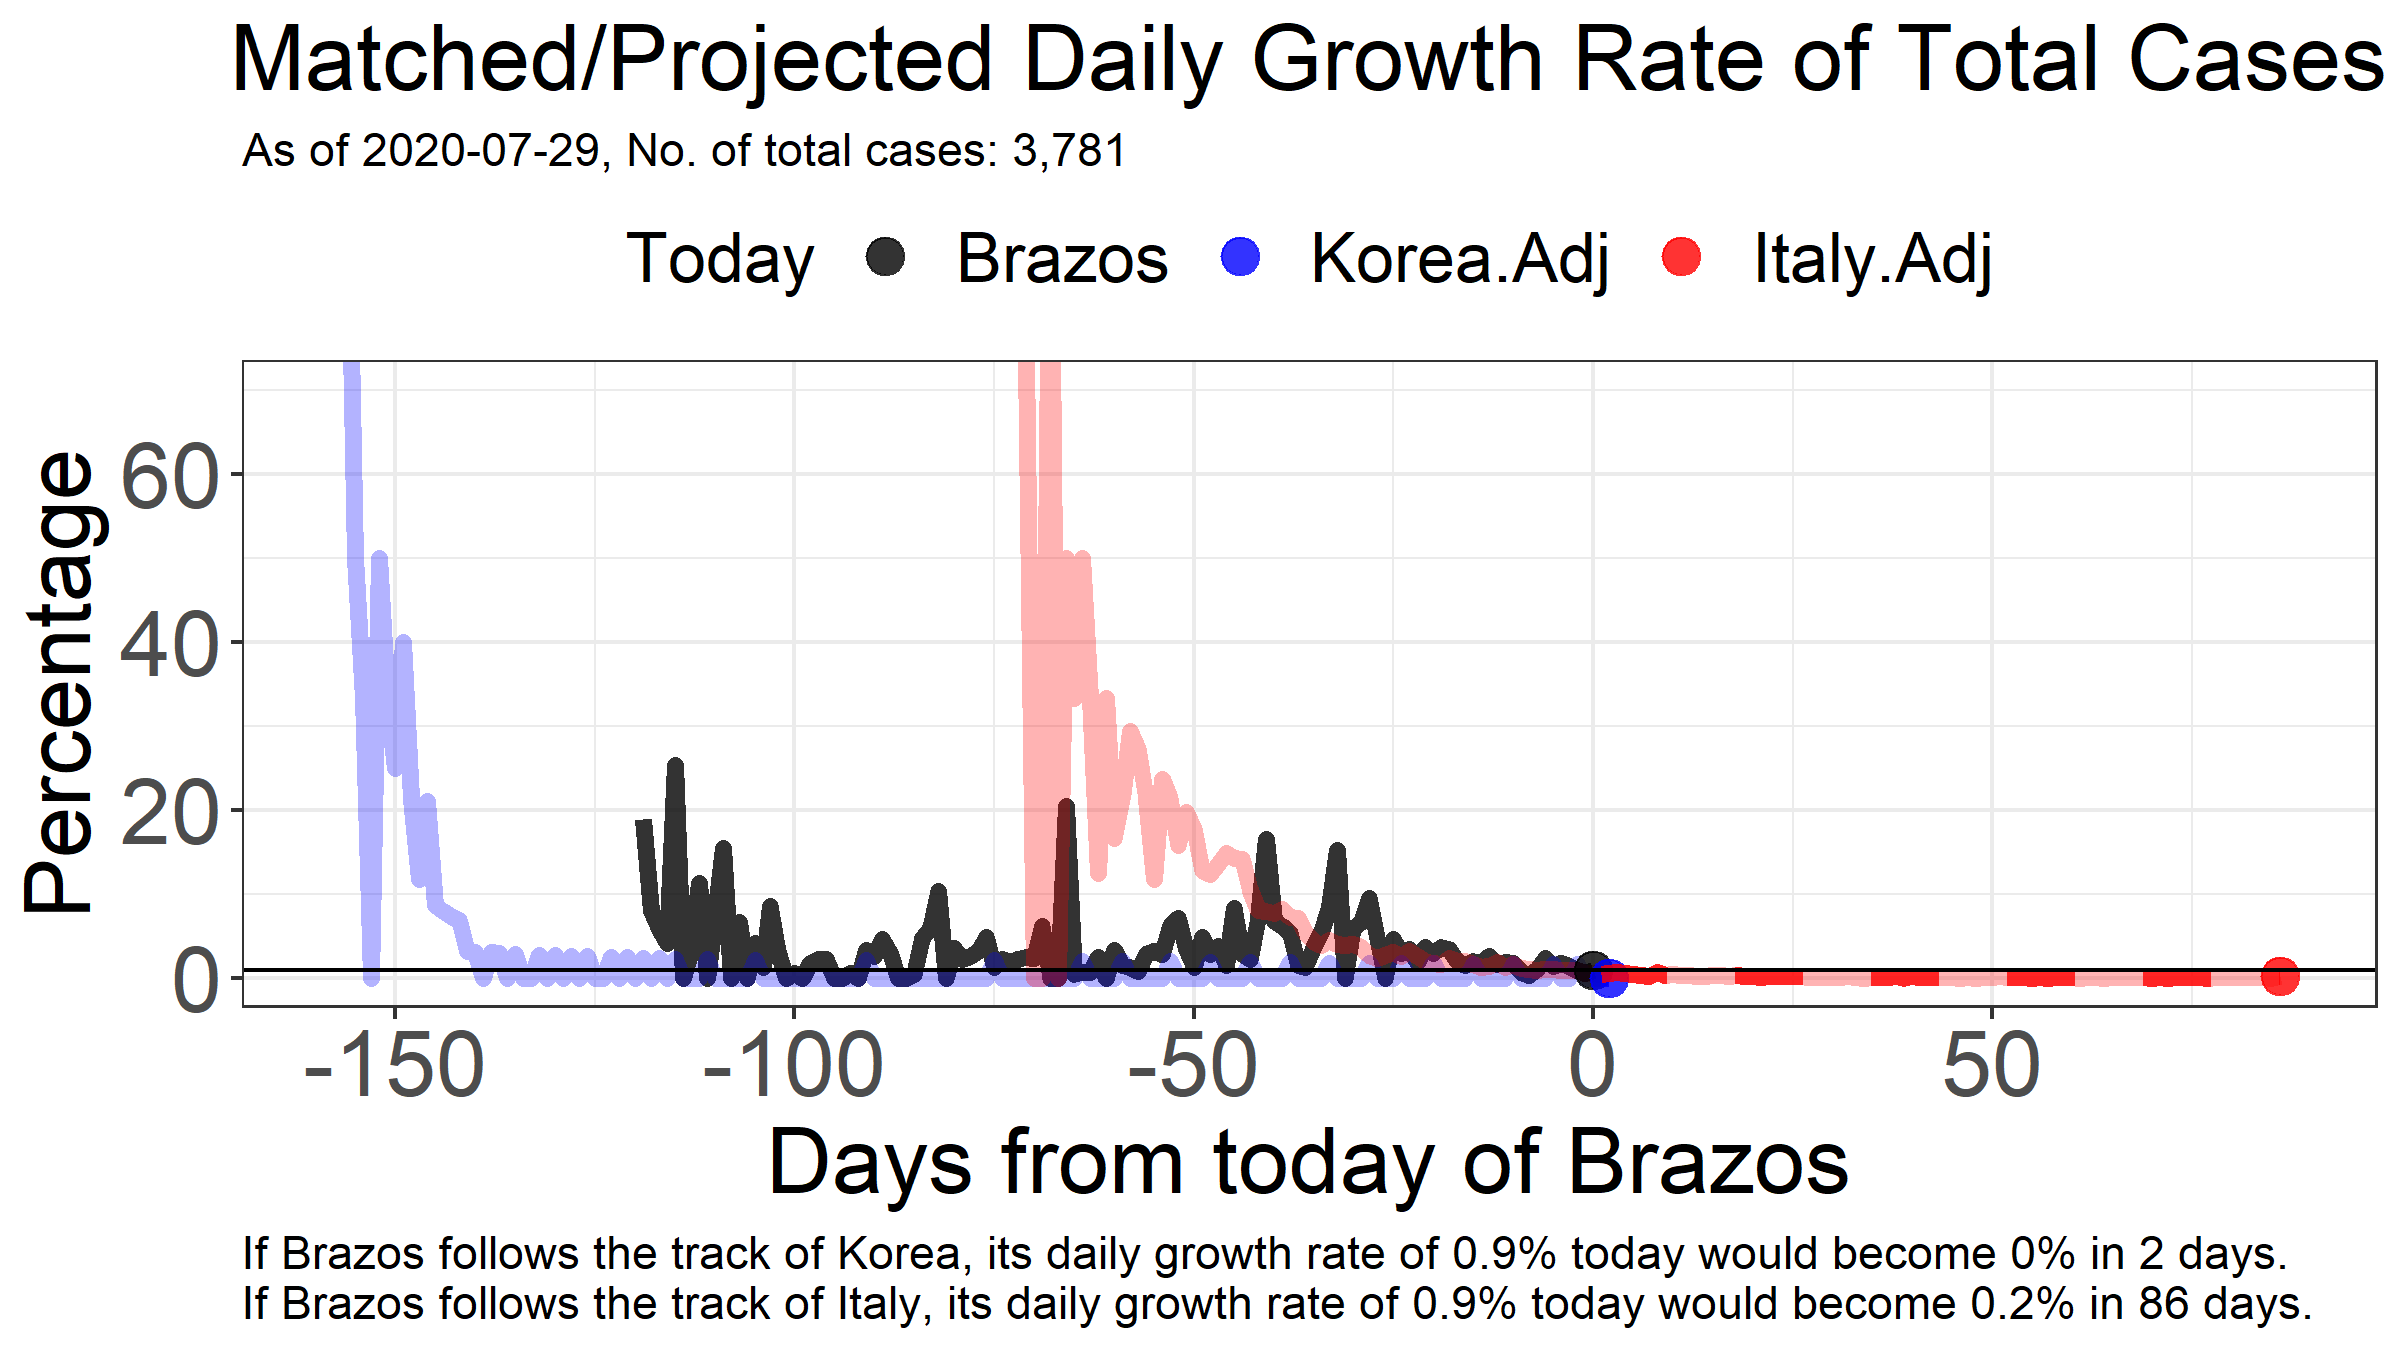 Matched/Projected Daily Growth Rate of Total Cases
As of 2020-07-29, No. of total cases: 3,781
Today Brazos Korea.Adj Italy.Adj
Percentage
60
40
20
0
-150 -100 -50 0 50
Days from today of Brazos
If Brazos follows the track of Korea, its daily growth rate of 0.9% today would become 0% in 2 days.
If Brazos follows the track of Italy, its daily growth rate of 0.9% today would become 0.2% in 86 days.